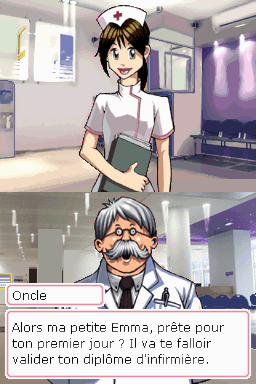 Oncle
Alors ma petite Emma, prête pour
ton premier jour ? Il va te falloir
valider ton diplôme d'infirmière.